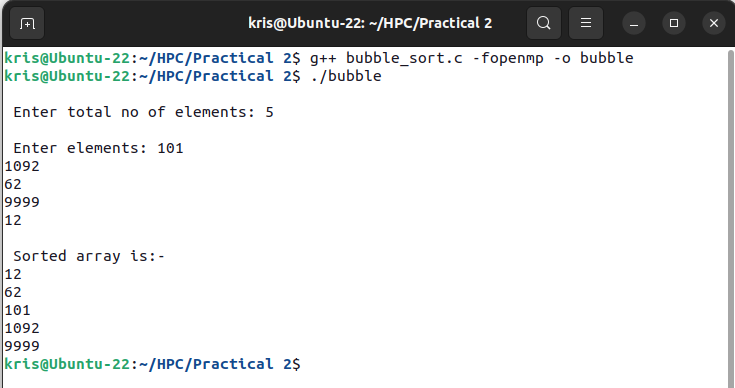 kris@Ubuntu-22: ~/HPC/Practical 2
kris@Ubuntu-22:~/HPC/Practical 2$ g++ bubble_sort.c -fopenmp -o bubble
kris@Ubuntu-22:~/HPC/Practical 2$ ./bubble
Enter total no of elements: 5
Enter elements: 101
1092
62
9999
12
Sorted array is:-
12
62
101
1092
9999
kris@Ubuntu-22:~/HPC/Practical 2$